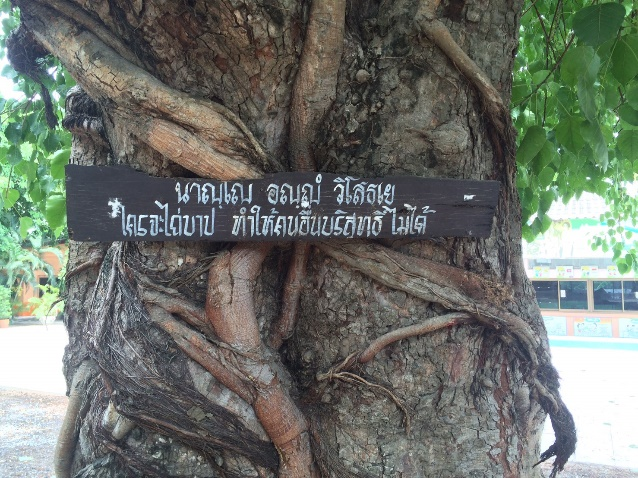 นาญฺเญ อญฺญํ วิโสธเย
ใครจะไถ่บาป ทำให้คนอื่นบริสุทธิ์ ไม่ได้